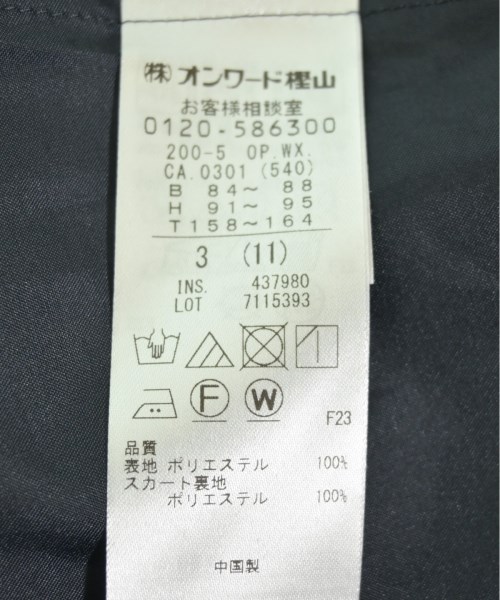 (株)オンワード樫山
お客様相談室
0120-586300
200-5 OP.WX.
CA.0301 (540)
B 84～ 88
H 91～ 95
T 158～164
3 (11)
INS. 437980
LOT 7115393
F W
F23
品質
表地 ポリエステル 100%
スカート裏地
ポリエステル 100%
中国製